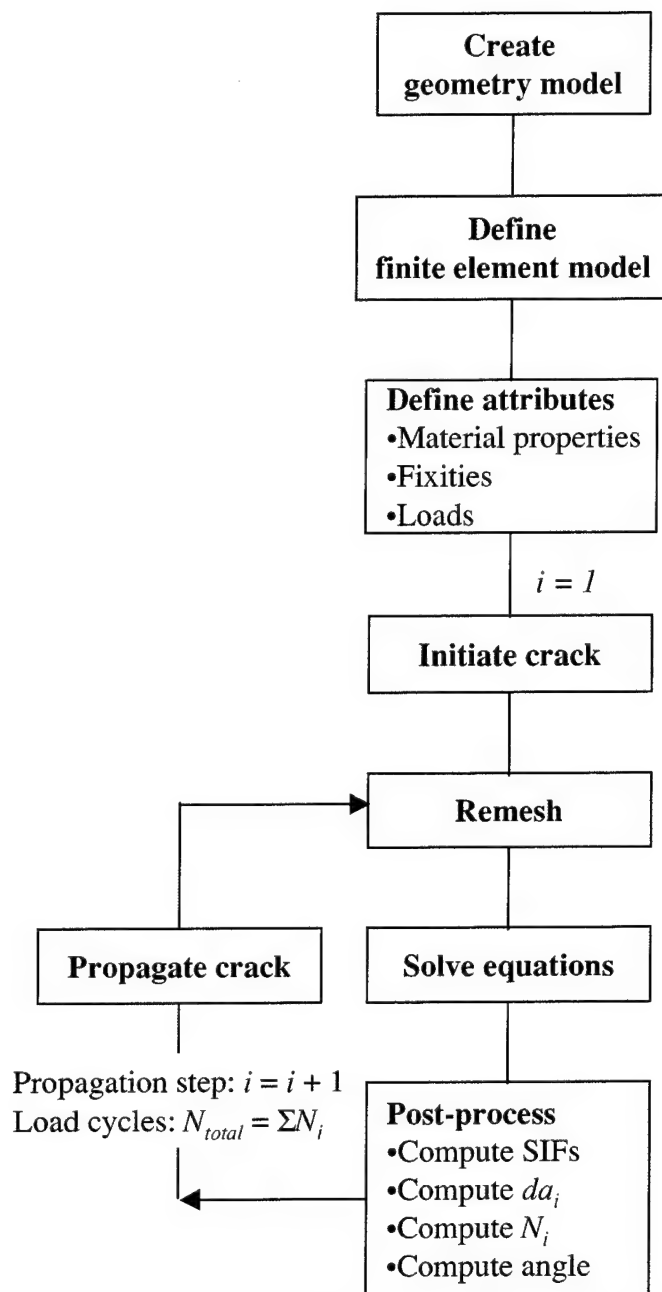 Create
geometry model
Define
finite element model
Define attributes
•Material properties
•Fixities
•Loads
i = 1
Initiate crack
Remesh
Propagate crack
Solve equations
Propagation step: i = i + 1
Load cycles: N_total = ΣN_i
Post-process
•Compute SIFs
•Compute da_i
•Compute N_i
•Compute angle